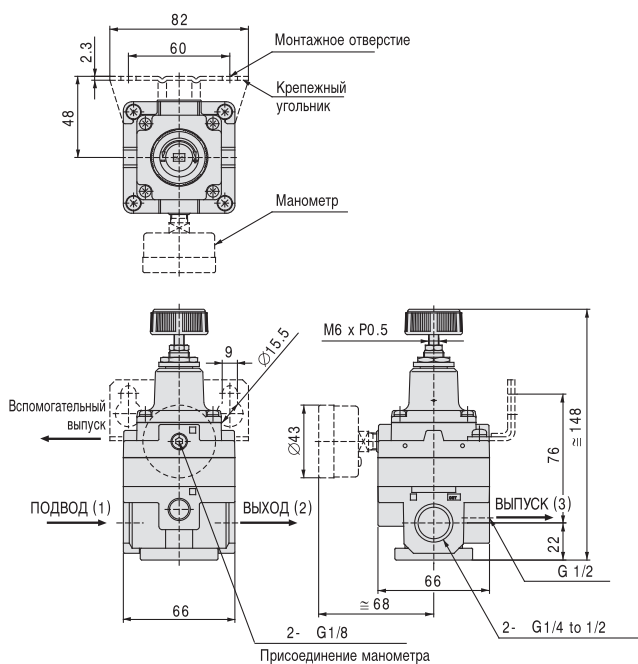 82
60
2.3
48
Монтажное отверстие
Крепежный
угольник
Манометр
M6 x P0.5
9
Ø15.5
Вспомогательный
выпуск
Ø43
76
≅ 148
ПОДВОД (1)
ВЫХОД (2)
ВЫПУСК (3)
22
G 1/2
66
66
≅ 68
2- G1/8
2- G1/4 to 1/2
Присоединение манометра